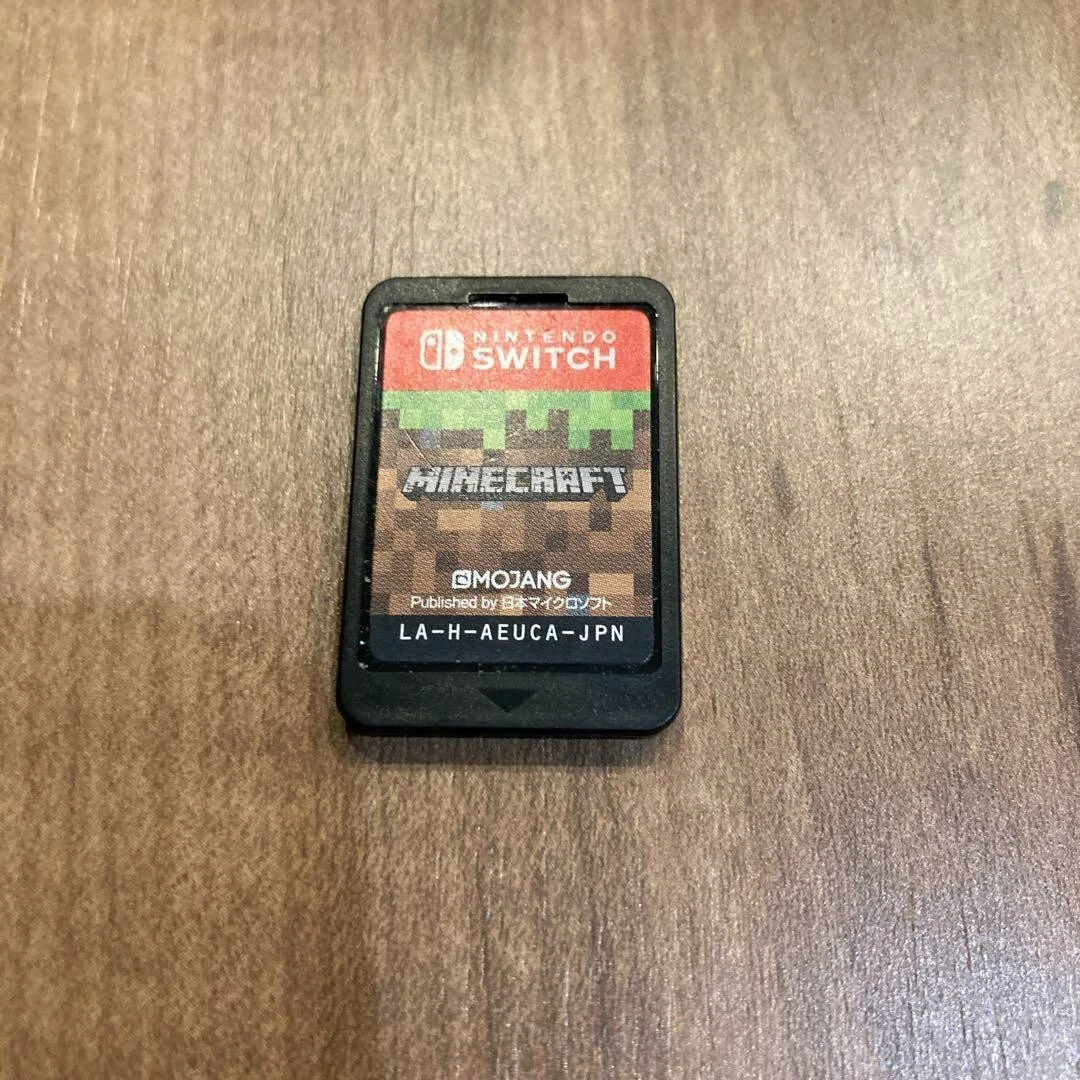 NINTENDO
SWITCH
MINECRAFT
MOJANG
Published by 日本マイクロソフト
LA-H-AEUCA-JPN